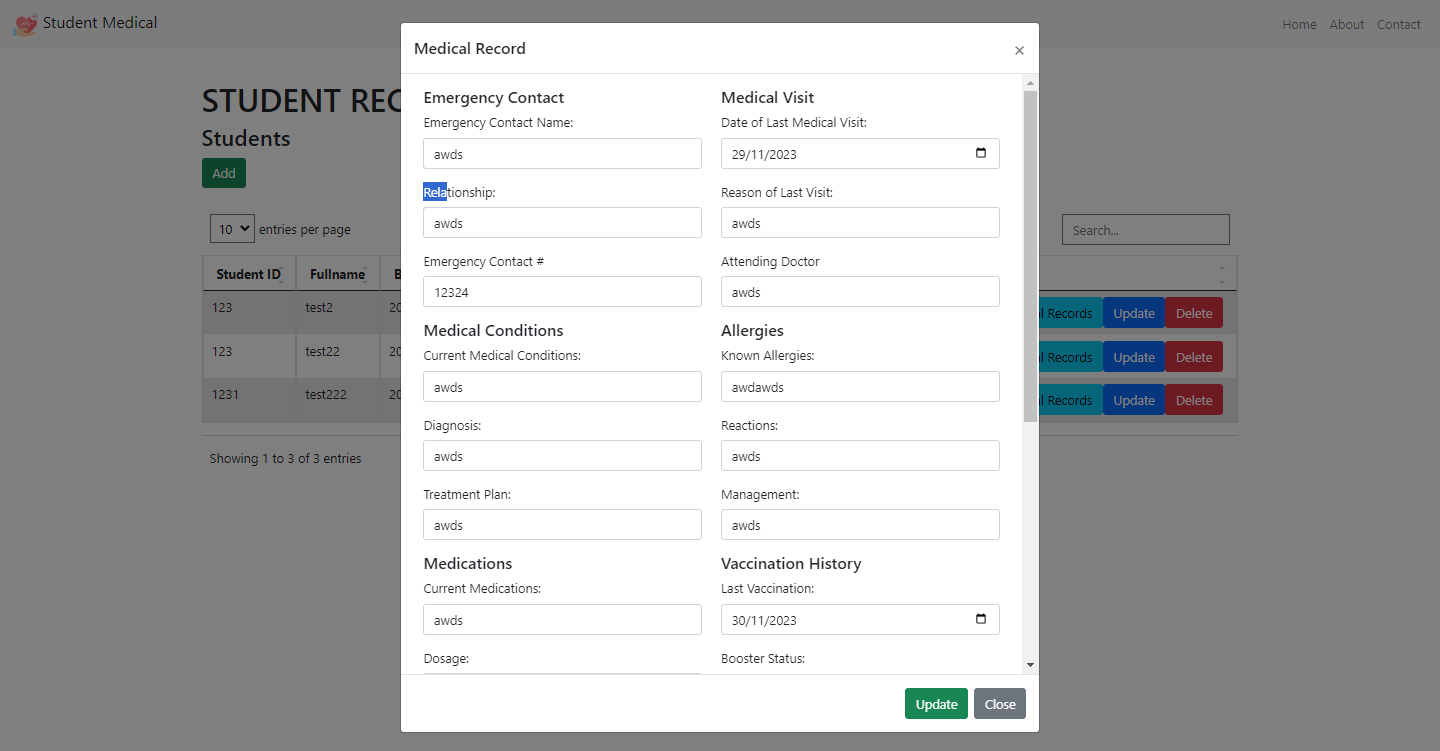 Student Medical
Home About Contact
STUDENT REC
Students
Add
10 entries per page
Search...
Student ID Fullname B
123 test2 20 l Records Update Delete
123 test22 20 l Records Update Delete
1231 test222 20 l Records Update Delete
Showing 1 to 3 of 3 entries
Medical Record ×
Emergency Contact
Emergency Contact Name:
awds
Relationship:
awds
Emergency Contact #
12324
Medical Visit
Date of Last Medical Visit:
29/11/2023
Reason of Last Visit:
awds
Attending Doctor
awds
Medical Conditions
Current Medical Conditions:
awds
Diagnosis:
awds
Treatment Plan:
awds
Allergies
Known Allergies:
awdawds
Reactions:
awds
Management:
awds
Medications
Current Medications:
awds
Dosage:
Vaccination History
Last Vaccination:
30/11/2023
Booster Status:
Update Close